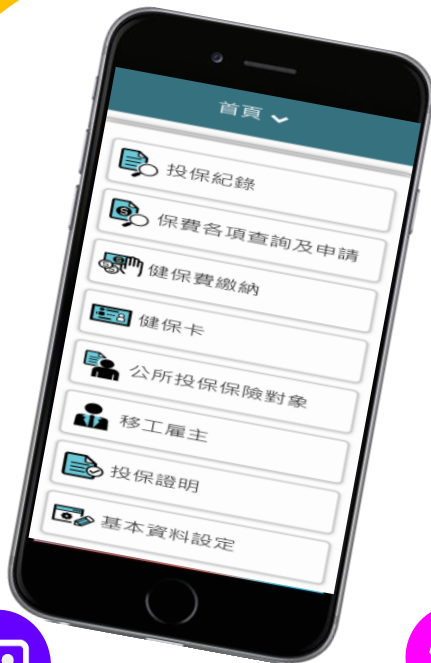 首頁
投保紀錄
保費各項查詢及申請
健保費繳納
健保卡
公所投保保險對象
移工雇主
投保證明
基本資料設定